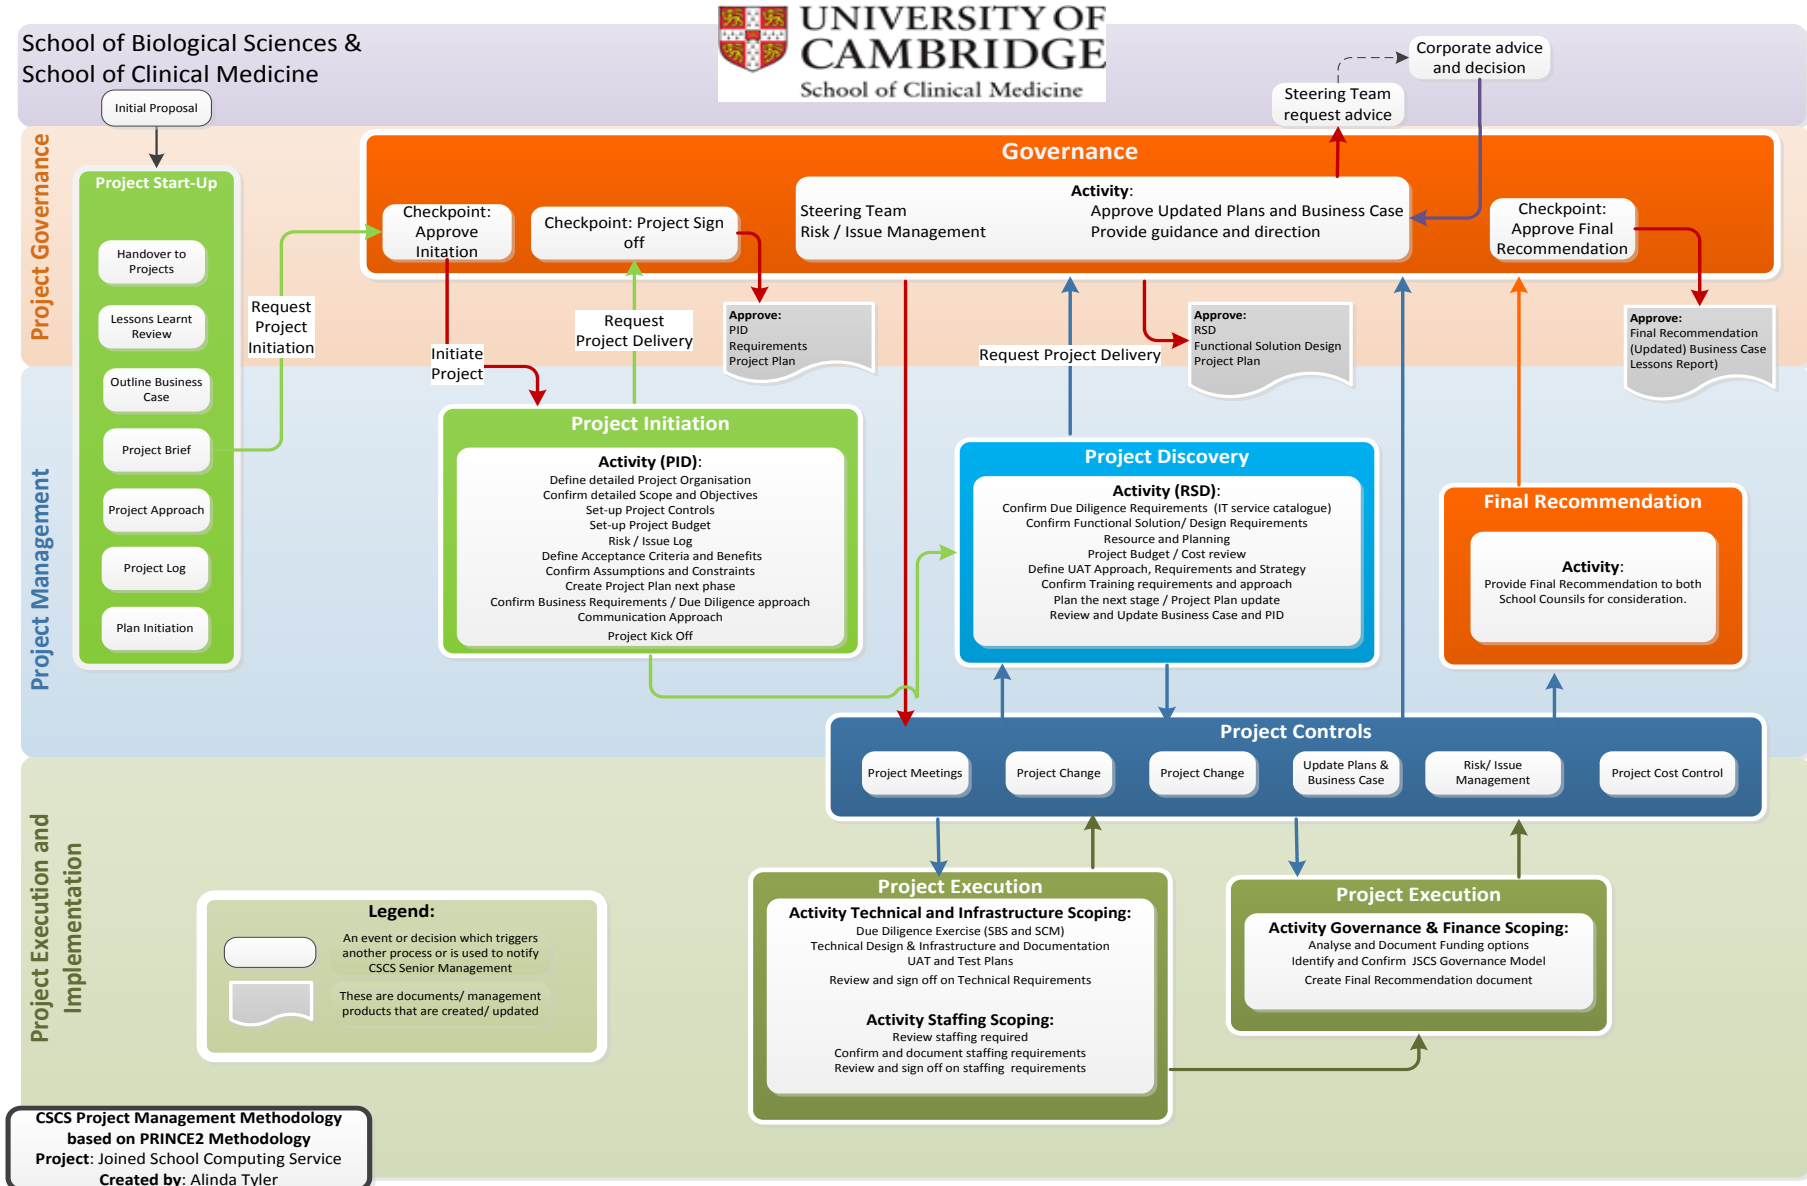 School of Biological Sciences &
School of Clinical Medicine
UNIVERSITY OF
CAMBRIDGE
School of Clinical Medicine
Corporate advice
and decision
Steering Team
request advice
Initial Proposal
Project Governance
Project Management
Project Execution and
Implementation
Project Start-Up
Handover to
Projects
Lessons Learnt
Review
Outline Business
Case
Project Brief
Project Approach
Project Log
Plan Initiation
Request
Project
Initiation
Governance
Checkpoint:
Approve
Initation
Checkpoint: Project Sign
off
Activity:
Steering Team
Risk / Issue Management
Approve Updated Plans and Business Case
Provide guidance and direction
Checkpoint:
Approve Final
Recommendation
Initiate
Project
Request
Project Delivery
Approve:
PID
Requirements
Project Plan
Request Project Delivery
Approve:
RSD
Functional Solution Design
Project Plan
Approve:
Final Recommendation
(Updated) Business Case
Lessons Report)
Project Initiation
Activity (PID):
Define detailed Project Organisation
Confirm detailed Scope and Objectives
Set-up Project Controls
Set-up Project Budget
Risk / Issue Log
Define Acceptance Criteria and Benefits
Confirm Assumptions and Constraints
Create Project Plan next phase
Confirm Business Requirements / Due Diligence approach
Communication Approach
Project Kick Off
Project Discovery
Activity (RSD):
Confirm Due Diligence Requirements (IT service catalogue)
Confirm Functional Solution/ Design Requirements
Resource and Planning
Project Budget / Cost review
Define UAT Approach, Requirements and Strategy
Confirm Training requirements and approach
Plan the next stage / Project Plan update
Review and Update Business Case and PID
Final Recommendation
Activity:
Provide Final Recommendation to both
School Counsils for consideration.
Project Controls
Project Meetings
Project Change
Project Change
Update Plans &
Business Case
Risk/ Issue
Management
Project Cost Control
Project Execution
Activity Technical and Infrastructure Scoping:
Due Diligence Exercise (SBS and SCM)
Technical Design & Infrastructure and Documentation
UAT and Test Plans
Review and sign off on Technical Requirements
Activity Staffing Scoping:
Review staffing required
Confirm and document staffing requirements
Review and sign off on staffing requirements
Project Execution
Activity Governance & Finance Scoping:
Analyse and Document Funding options
Identify and Confirm JSCS Governance Model
Create Final Recommendation document
Legend:
An event or decision which triggers
another process or is used to notify
CSCS Senior Management
These are documents/ management
products that are created/ updated
CSCS Project Management Methodology
based on PRINCE2 Methodology
Project: Joined School Computing Service
Created by: Alinda Tyler